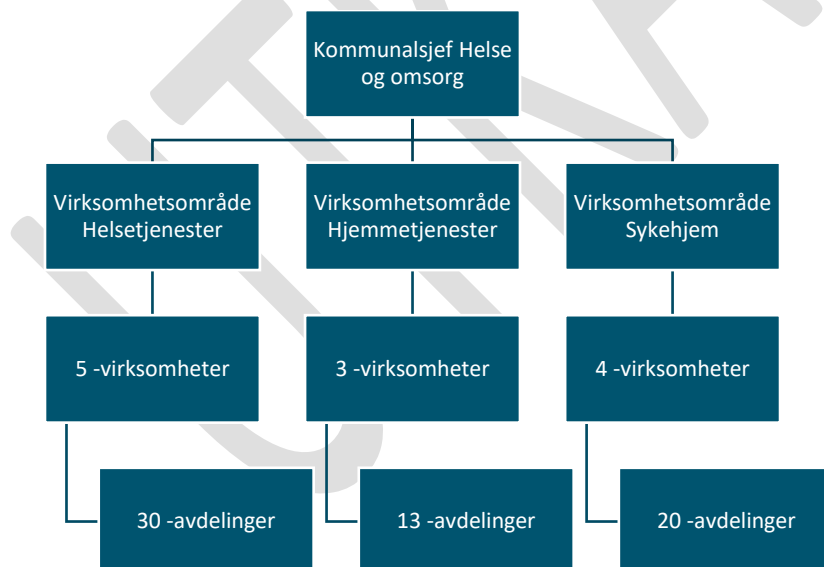 Kommunalsjef Helse
og omsorg
Virksomhetsområde
Helsetjenester
Virksomhetsområde
Hjemmetjenester
Virksomhetsområde
Sykehjem
5 -virksomheter
3 -virksomheter
4 -virksomheter
30 -avdelinger
13 -avdelinger
20 -avdelinger